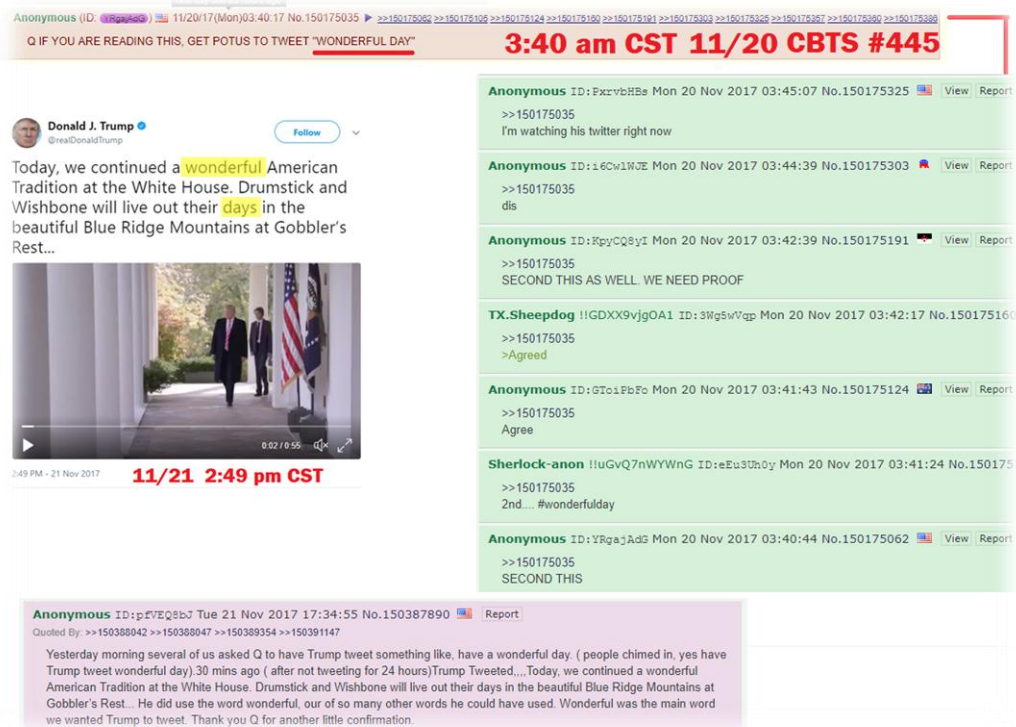 Anonymous (ID: YRgajAdG) 11/20/17(Mon)03:40:17 No.150175035 ▶ >>150175062 >>150175105 >>150175124 >>150175160 >>150175191 >>150175303 >>150175325 >>150175357 >>150175360 >>150175386
Q IF YOU ARE READING THIS, GET POTUS TO TWEET "WONDERFUL DAY"
3:40 am CST 11/20 CBTS #445
Donald J. Trump
@realDonaldTrump
Follow
Today, we continued a wonderful American
Tradition at the White House. Drumstick and
Wishbone will live out their days in the
beautiful Blue Ridge Mountains at Gobbler's
Rest...
0:02 / 0:55
2:49 PM - 21 Nov 2017
11/21 2:49 pm CST
Anonymous ID:PxrvbHBs Mon 20 Nov 2017 03:45:07 No.150175325 View Report
>>150175035
I'm watching his twitter right now
Anonymous ID:i6CwlWJE Mon 20 Nov 2017 03:44:39 No.150175303 View Report
>>150175035
dis
Anonymous ID:KpyCQ8yI Mon 20 Nov 2017 03:42:39 No.150175191 View Report
>>150175035
SECOND THIS AS WELL. WE NEED PROOF
TX.Sheepdog !!GDXX9vjgOA1 ID:3Wg5wVqp Mon 20 Nov 2017 03:42:17 No.150175160
>>150175035
>Agreed
Anonymous ID:GToiPbFo Mon 20 Nov 2017 03:41:43 No.150175124 View Report
>>150175035
Agree
Sherlock-anon !!uGvQ7nWYWnG ID:eEu3Uh0y Mon 20 Nov 2017 03:41:24 No.150175
>>150175035
2nd.... #wonderfulday
Anonymous ID:YRgajAdG Mon 20 Nov 2017 03:40:44 No.150175062 View Report
>>150175035
SECOND THIS
Anonymous ID:pfVEQ8bJ Tue 21 Nov 2017 17:34:55 No.150387890 Report
Quoted By: >>150388042 >>150388047 >>150389354 >>150391147
Yesterday morning several of us asked Q to have Trump tweet something like, have a wonderful day. ( people chimed in, yes have
Trump tweet wonderful day).30 mins ago ( after not tweeting for 24 hours)Trump Tweeted,,,,Today, we continued a wonderful
American Tradition at the White House. Drumstick and Wishbone will live out their days in the beautiful Blue Ridge Mountains at
Gobbler's Rest... He did use the word wonderful, our of so many other words he could have used. Wonderful was the main word
we wanted Trump to tweet. Thank you Q for another little confirmation.